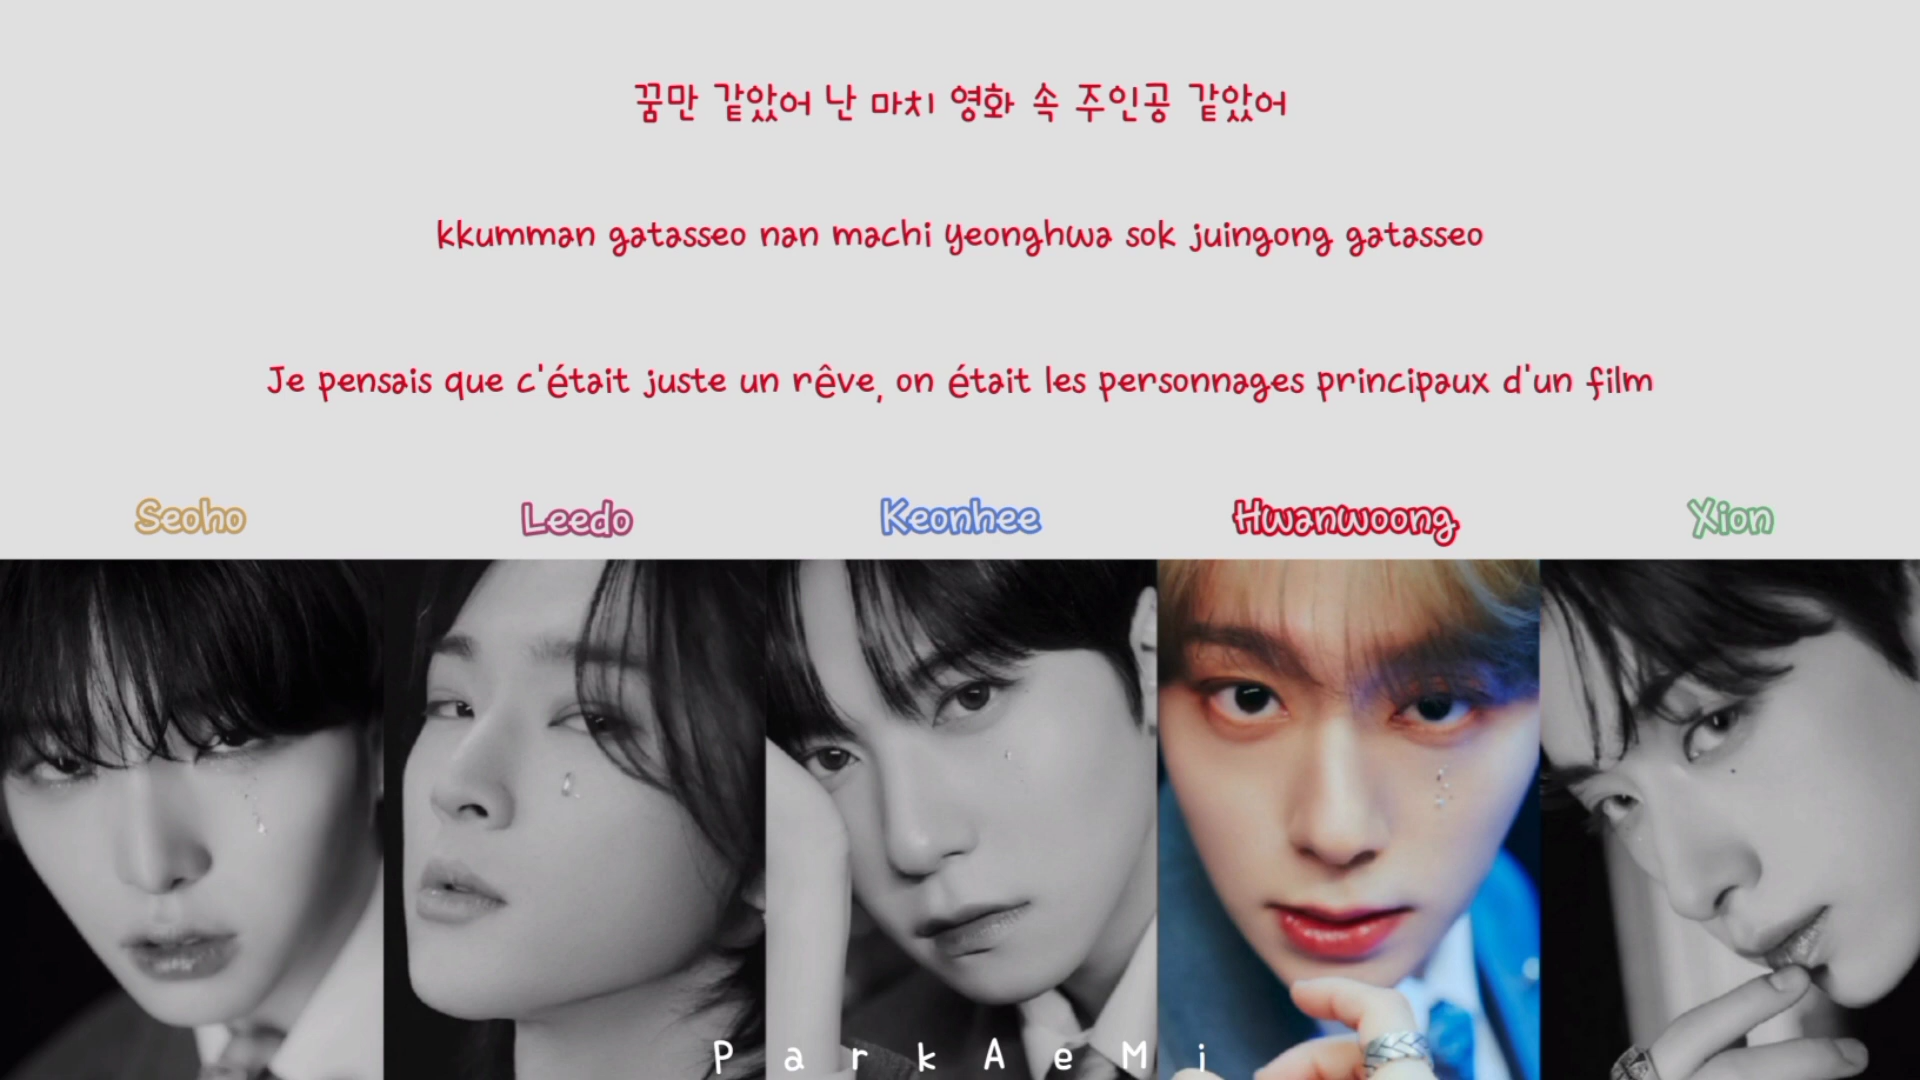 꿈만 같았어 난 마치 영화 속 주인공 같았어
kkumman gatasseo nan machi yeonghwa sok juingong gatasseo
Je pensais que c'était juste un rêve, on était les personnages principaux d'un film
Seoho Leedo Keonhee Hwanwoong Xion
ParkAeMi